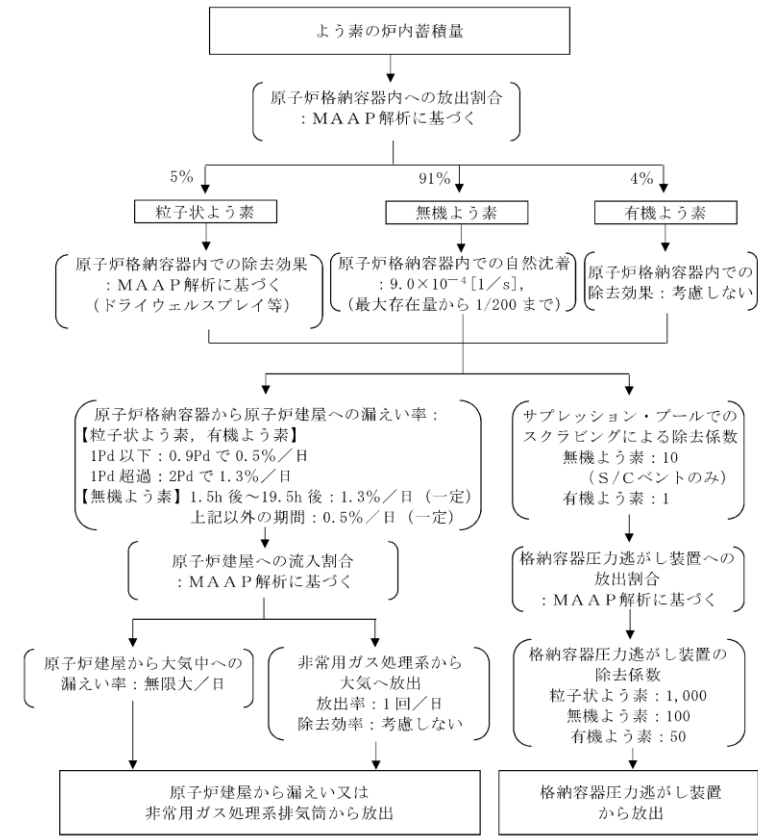 よう素の炉内蓄積量
原子炉格納容器内への放出割合
：ＭＡＡＰ解析に基づく
5%
91%
4%
粒子状よう素
無機よう素
有機よう素
原子炉格納容器内での除去効果
：ＭＡＡＰ解析に基づく
（ドライウェルスプレイ等）
原子炉格納容器内での自然沈着
：9.0×10⁻⁴[1／s],
（最大存在量から 1/200 まで）
原子炉格納容器内での
除去効果：考慮しない
原子炉格納容器から原子炉建屋への漏えい率：
【粒子状よう素，有機よう素】
1Pd 以下：0.9Pd で 0.5%／日
1Pd 超過：2Pd で 1.3%／日
【無機よう素】1.5h 後～19.5h 後：1.3%／日（一定）
上記以外の期間：0.5%／日（一定）
サプレッション・プールでの
スクラビングによる除去係数
無機よう素：10
（Ｓ/Ｃベントのみ）
有機よう素：1
原子炉建屋への流入割合
：ＭＡＡＰ解析に基づく
格納容器圧力逃がし装置への
放出割合
：ＭＡＡＰ解析に基づく
原子炉建屋から大気中への
漏えい率：無限大／日
非常用ガス処理系から
大気へ放出
放出率：1 回／日
除去効率：考慮しない
格納容器圧力逃がし装置の
除去係数
粒子状よう素：1,000
無機よう素：100
有機よう素：50
原子炉建屋から漏えい又は
非常用ガス処理系排気筒から放出
格納容器圧力逃がし装置
から放出